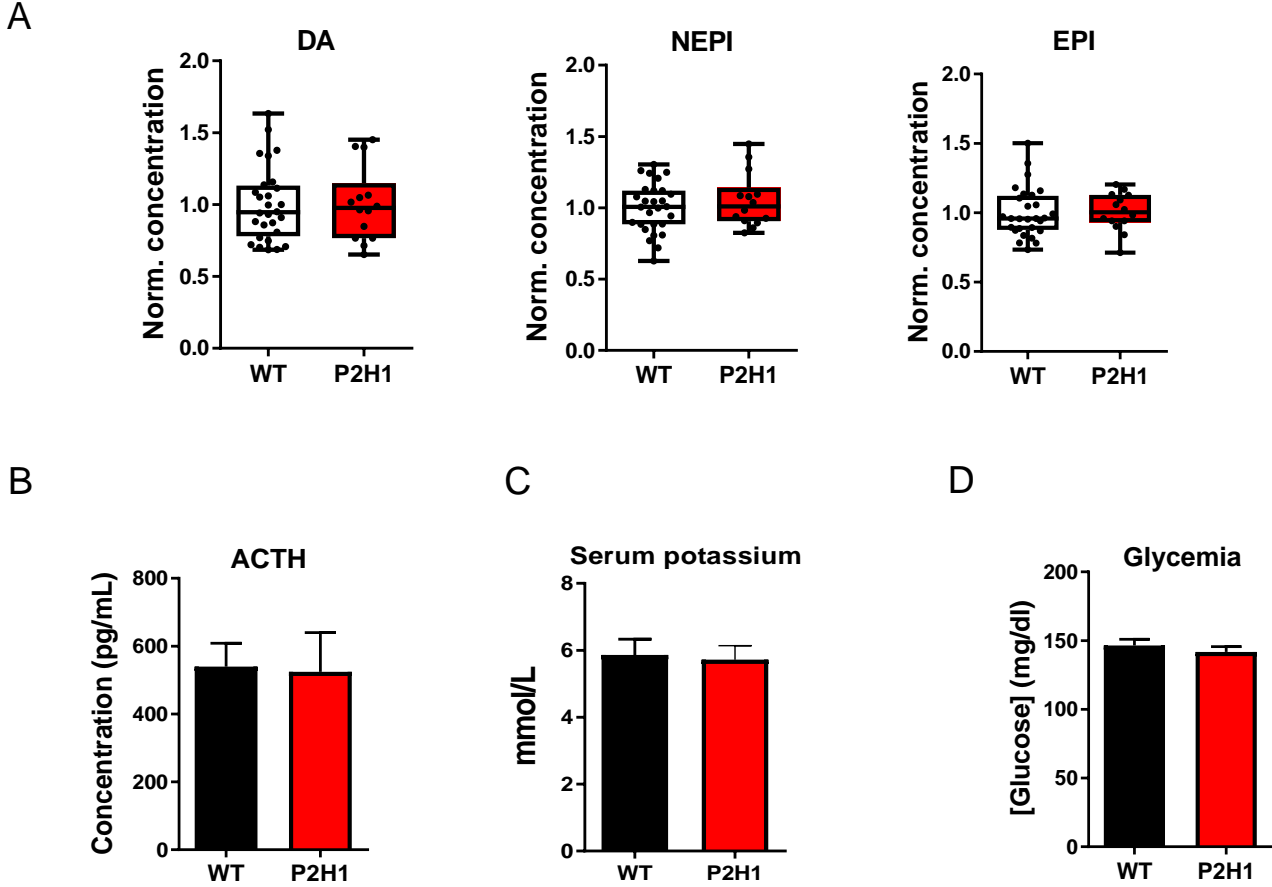 A
DA
Norm. concentration
2.0
1.5
1.0
0.5
0.0
WT
P2H1
NEPI
Norm. concentration
2.0
1.5
1.0
0.5
0.0
WT
P2H1
EPI
Norm. concentration
2.0
1.5
1.0
0.5
0.0
WT
P2H1
B
ACTH
Concentration (pg/mL)
800
600
400
200
0
WT
P2H1
C
Serum potassium
mmol/L
8
6
4
2
0
WT
P2H1
D
Glycemia
[Glucose] (mg/dl)
200
150
100
50
0
WT
P2H1